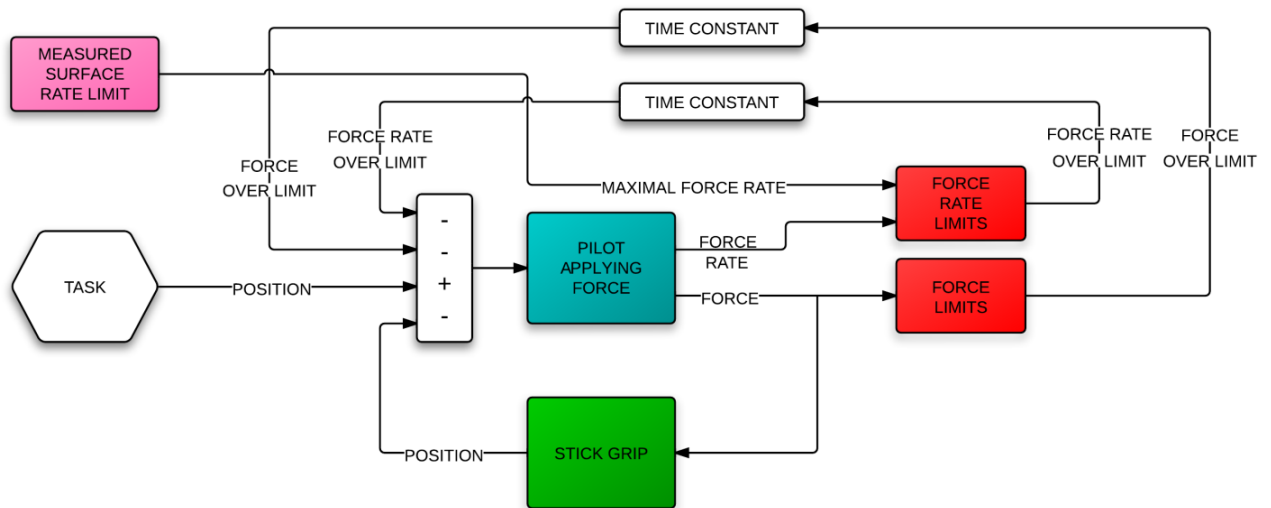 TIME CONSTANT
MEASURED
SURFACE
RATE LIMIT
TIME CONSTANT
FORCE RATE
OVER LIMIT
FORCE
OVER LIMIT
FORCE RATE
OVER LIMIT
FORCE
OVER LIMIT
MAXIMAL FORCE RATE
FORCE
RATE
LIMITS
-
-
+
-
PILOT
APPLYING
FORCE
FORCE
RATE
TASK
POSITION
FORCE
FORCE
LIMITS
POSITION
STICK GRIP